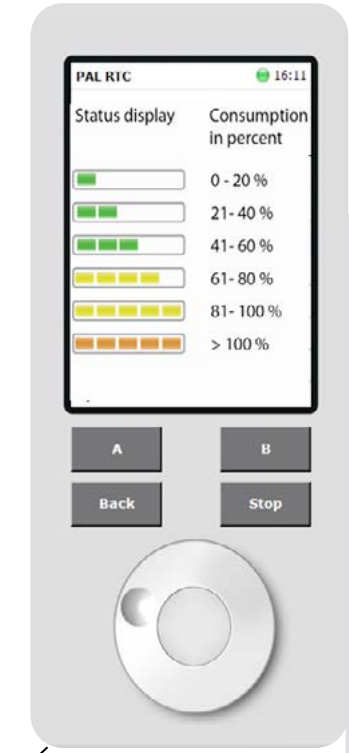 PAL RTC 16:11
Status display Consumption
in percent
0 - 20 %
21- 40 %
41- 60 %
61- 80 %
81- 100 %
> 100 %
A B
Back Stop